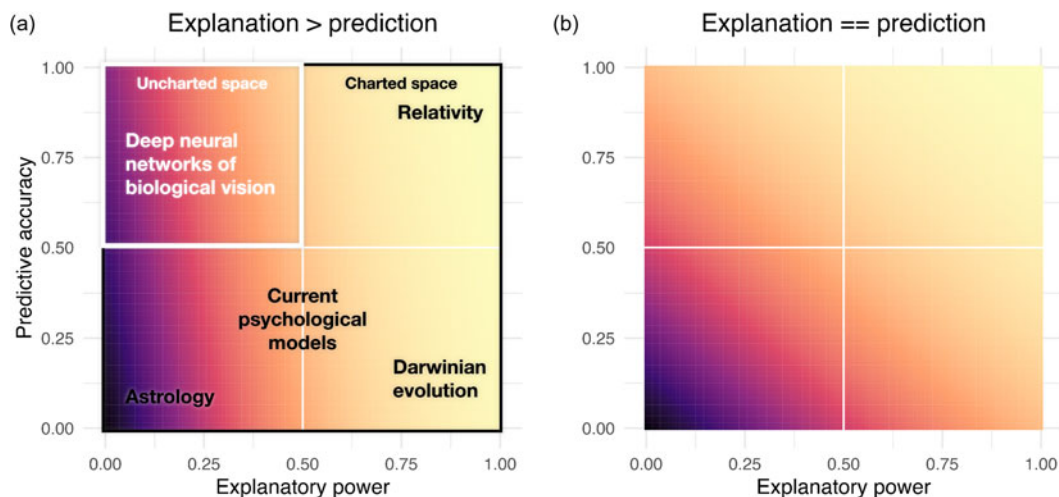 (a)
Explanation > prediction
(b)
Explanation == prediction
Predictive accuracy
1.00
0.75
0.50
0.25
0.00
Uncharted space
Charted space
Relativity
Deep neural
networks of
biological vision
Current
psychological
models
Darwinian
evolution
Astrology
0.00
0.25
0.50
0.75
1.00
Explanatory power
1.00
0.75
0.50
0.25
0.00
0.00
0.25
0.50
0.75
1.00
Explanatory power